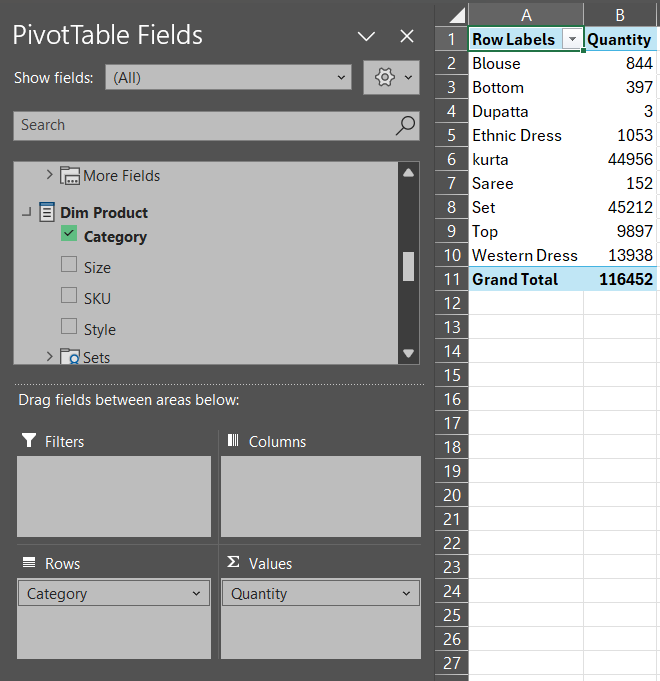 PivotTable Fields
Show fields: (All)
Search
More Fields
Dim Product
Category
Size
SKU
Style
Sets
Drag fields between areas below:
Filters
Columns
Rows
Values
Category
Quantity
A B
1 Row Labels Quantity
2 Blouse 844
3 Bottom 397
4 Dupatta 3
5 Ethnic Dress 1053
6 kurta 44956
7 Saree 152
8 Set 45212
9 Top 9897
10 Western Dress 13938
11 Grand Total 116452
12
13
14
15
16
17
18
19
20
21
22
23
24
25
26
27